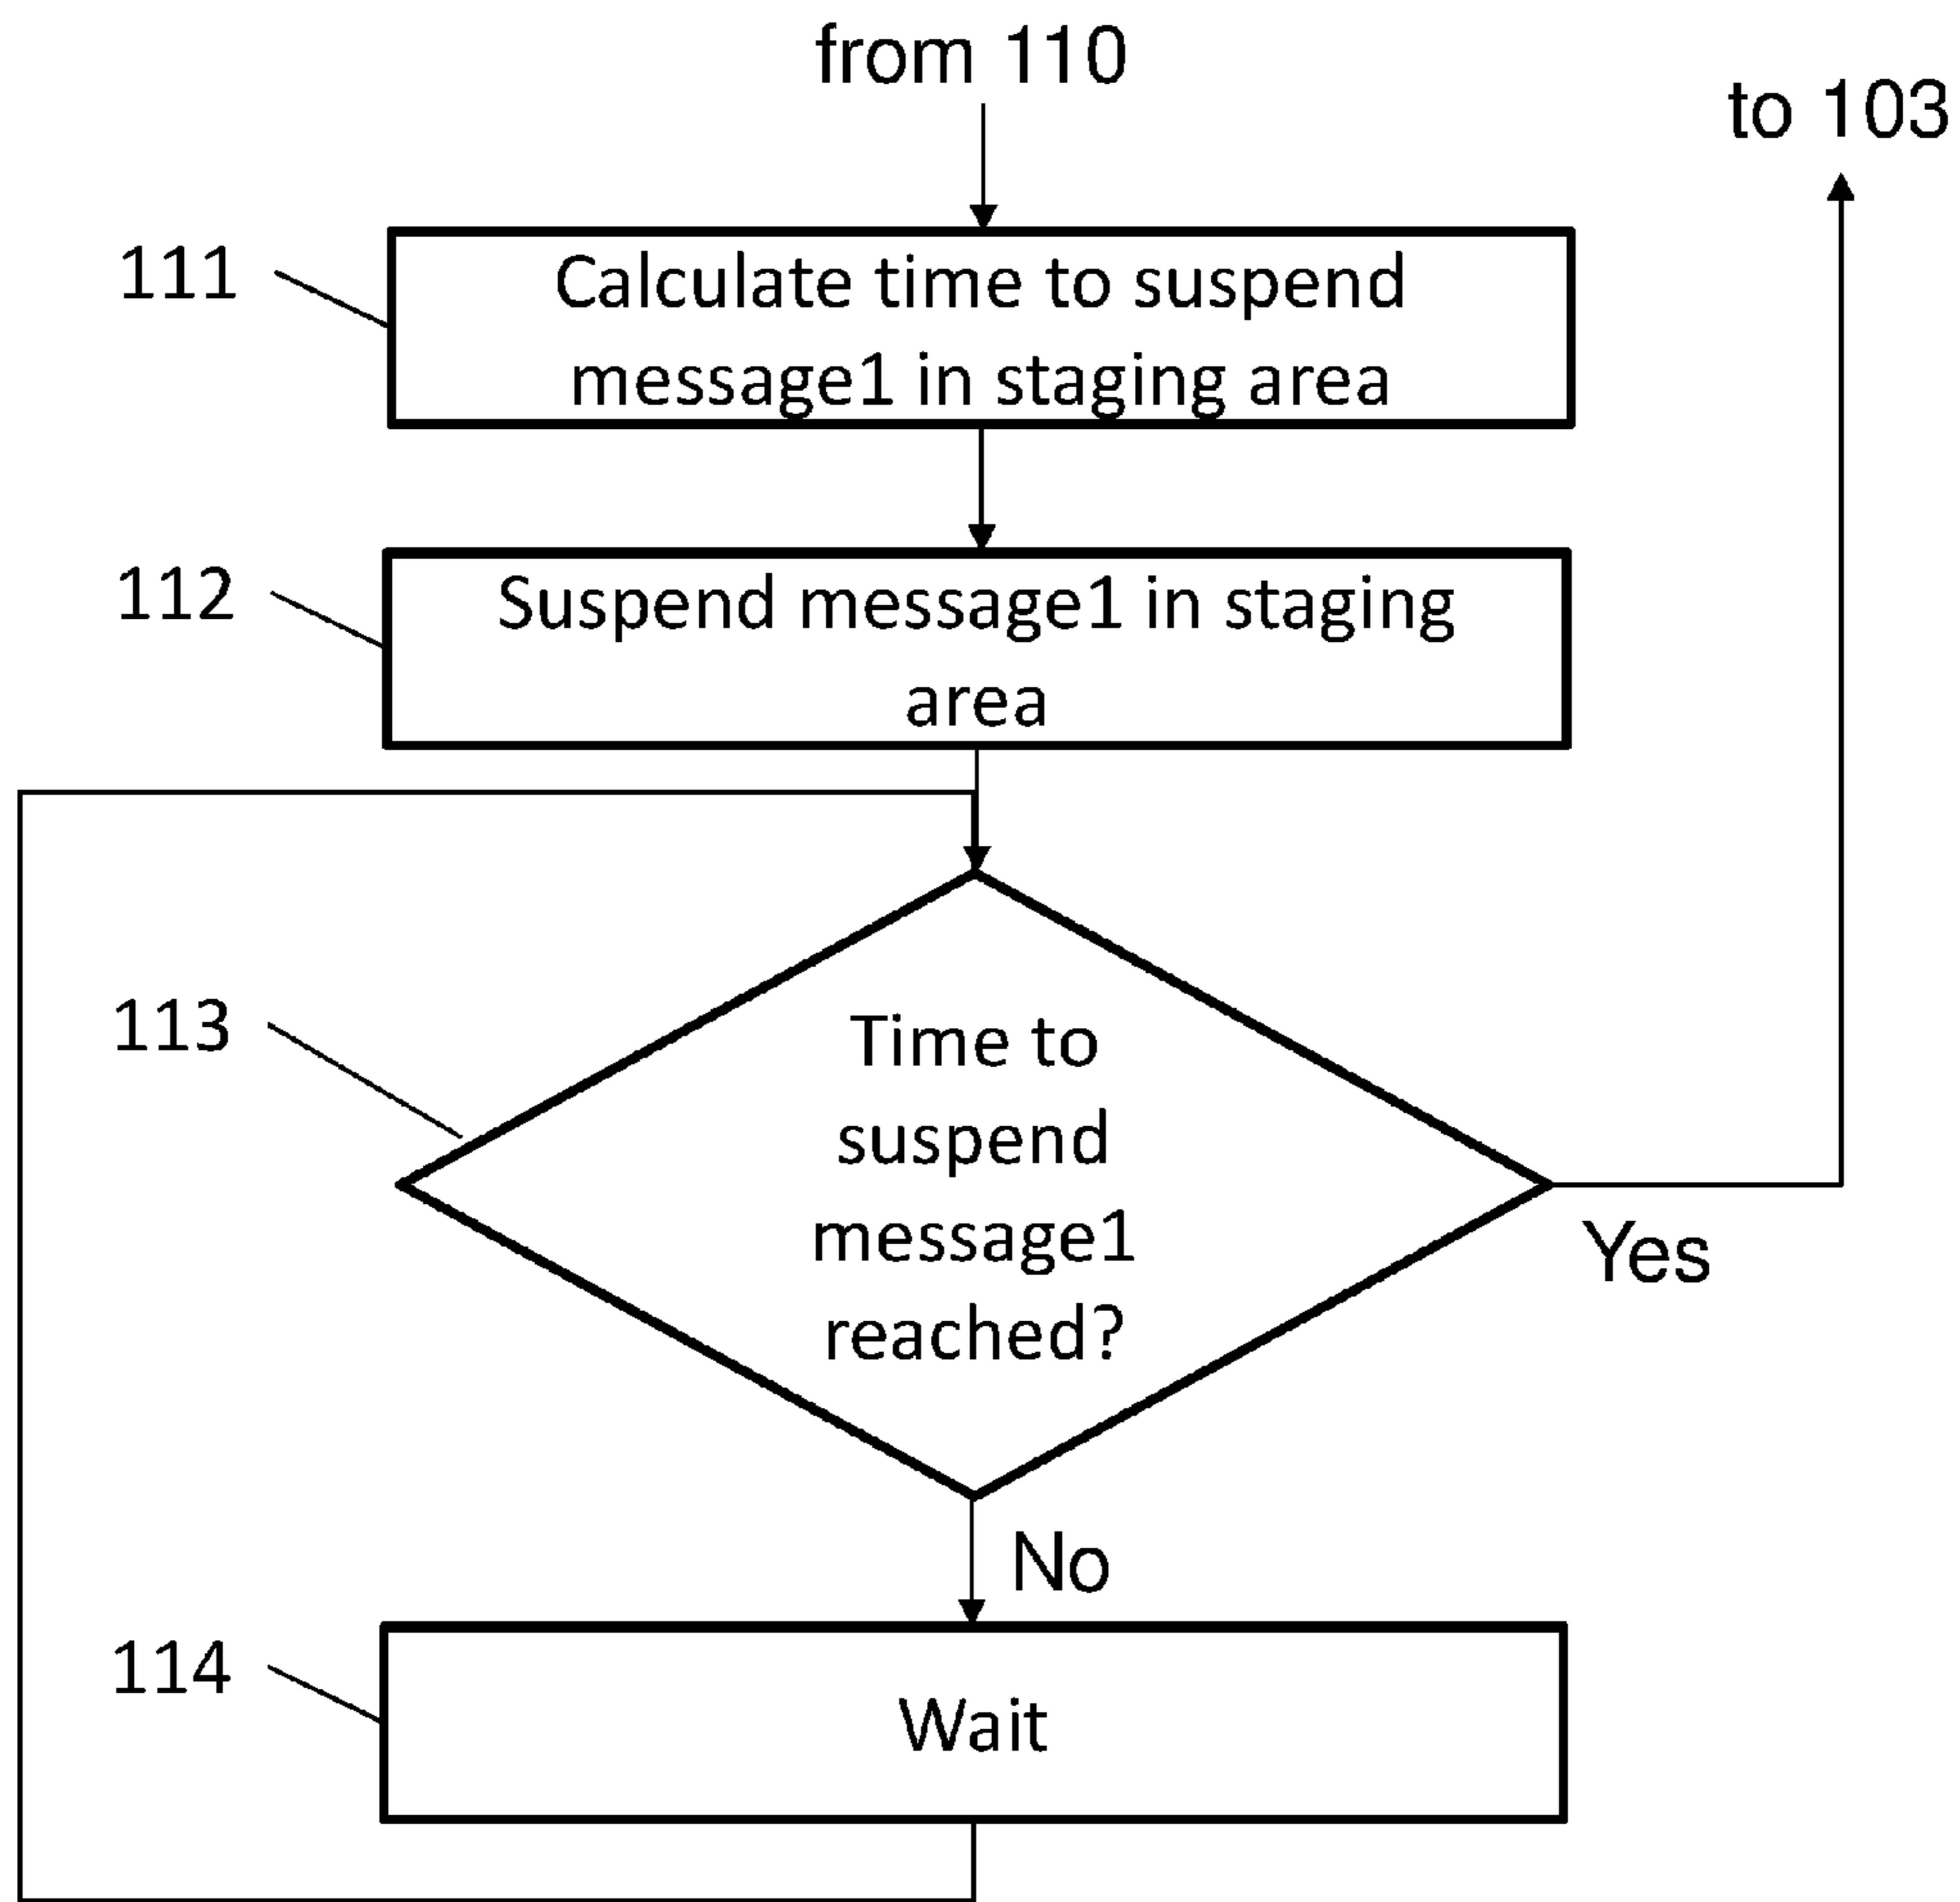 from 110
to 103
111
Calculate time to suspend
message1 in staging area
112
Suspend message1 in staging
area
113
Time to
suspend
message1
reached?
Yes
No
114
Wait